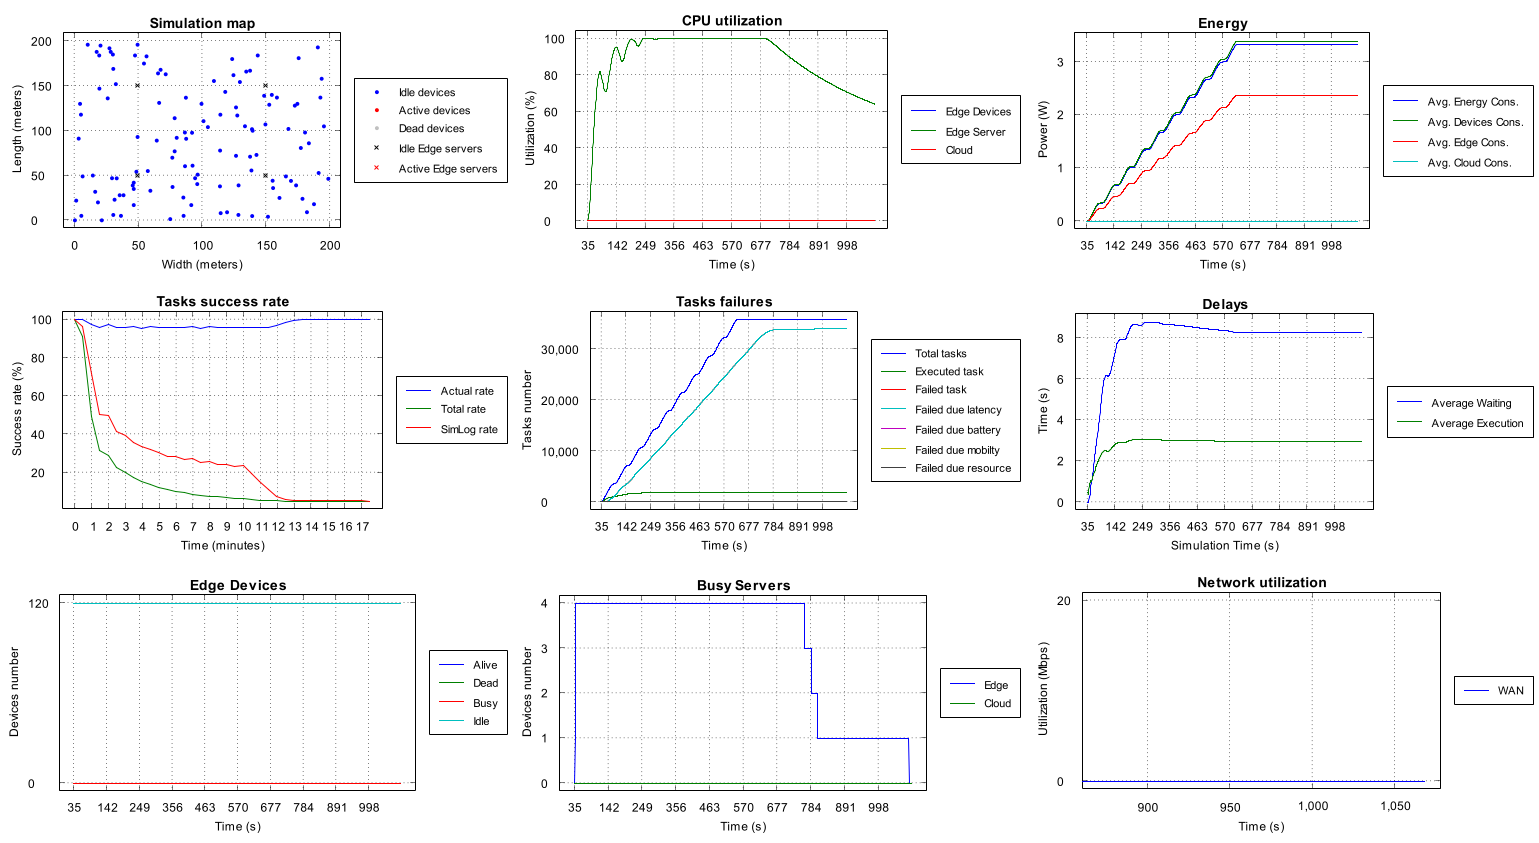 Simulation map
Length (meters)
200
150
100
50
0
0 50 100 150 200
Width (meters)
Idle devices
Active devices
Dead devices
Idle Edge servers
Active Edge servers
CPU utilization
Utilization (%)
100
80
60
40
20
0
35 142 249 356 463 570 677 784 891 998
Time (s)
Edge Devices
Edge Server
Cloud
Energy
Power (W)
3
2
1
0
35 142 249 356 463 570 677 784 891 998
Time (s)
Avg. Energy Cons.
Avg. Devices Cons.
Avg. Edge Cons.
Avg. Cloud Cons.
Tasks success rate
Success rate (%)
100
80
60
40
20
0 1 2 3 4 5 6 7 8 9 10 11 12 13 14 15 16 17
Time (minutes)
Actual rate
Total rate
SimLog rate
Tasks failures
Tasks number
30,000
20,000
10,000
0
35 142 249 356 463 570 677 784 891 998
Time (s)
Total tasks
Executed task
Failed task
Failed due latency
Failed due battery
Failed due mobilty
Failed due resource
Delays
Time (s)
8
6
4
2
0
35 142 249 356 463 570 677 784 891 998
Simulation Time (s)
Average Waiting
Average Execution
Edge Devices
Devices number
120
60
0
35 142 249 356 463 570 677 784 891 998
Time (s)
Alive
Dead
Busy
Idle
Busy Servers
Devices number
4
3
2
1
0
35 142 249 356 463 570 677 784 891 998
Time (s)
Edge
Cloud
Network utilization
Utilization (Mbps)
20
0
900 950 1,000 1,050
Time (s)
WAN